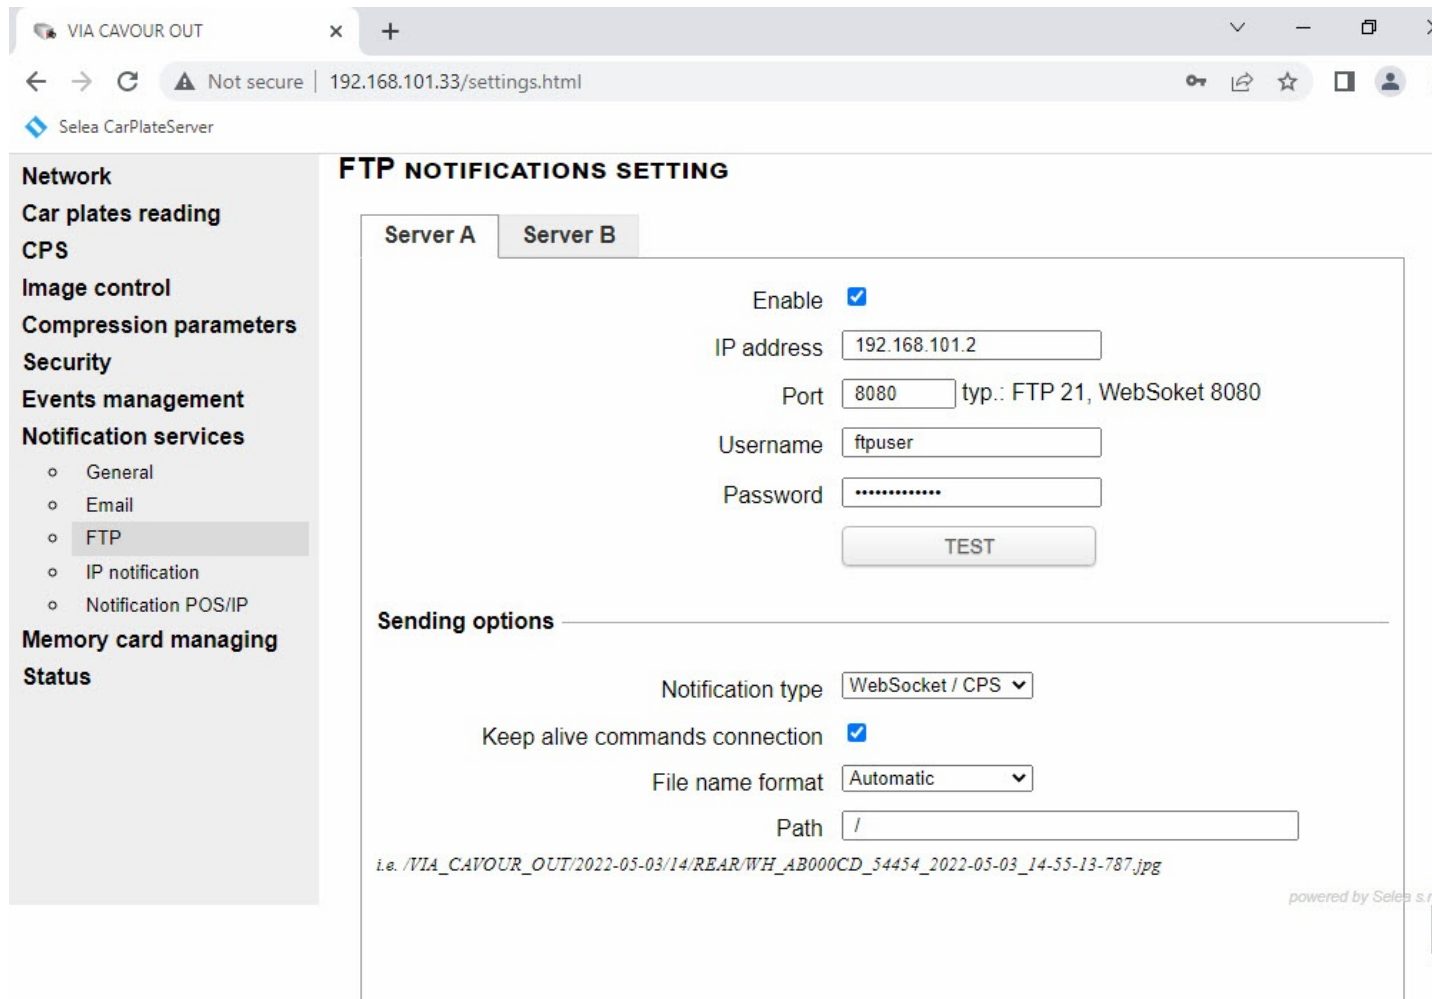 VIA CAVOUR OUT
Not secure 192.168.101.33/settings.html
Selea CarPlateServer
Network
Car plates reading
CPS
Image control
Compression parameters
Security
Events management
Notification services
General
Email
FTP
IP notification
Notification POS/IP
Memory card managing
Status
FTP NOTIFICATIONS SETTING
Server A Server B
Enable
IP address 192.168.101.2
Port 8080 typ.: FTP 21, WebSoket 8080
Username ftpuser
Password •••••••••••••
TEST
Sending options
Notification type WebSocket / CPS
Keep alive commands connection
File name format Automatic
Path /
i.e. /VIA_CAVOUR_OUT/2022-05-03/14/REAR/WH_AB000CD_54454_2022-05-03_14-55-13-787.jpg
powered by Selea s.r